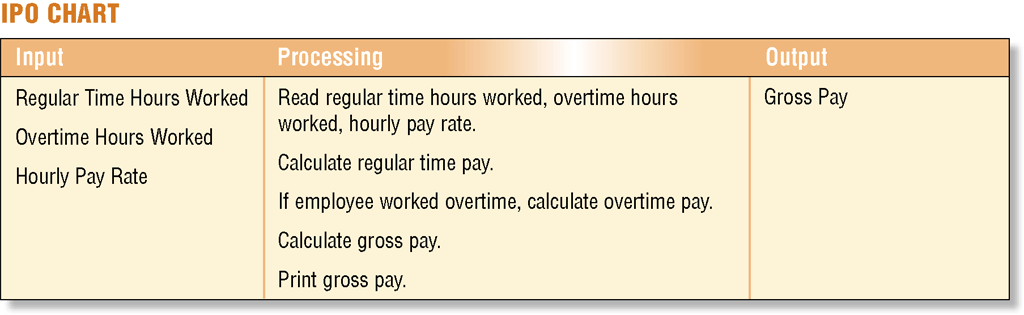 IPO CHART
Input
Processing
Output
Regular Time Hours Worked
Overtime Hours Worked
Hourly Pay Rate
Read regular time hours worked, overtime hours
worked, hourly pay rate.
Calculate regular time pay.
If employee worked overtime, calculate overtime pay.
Calculate gross pay.
Print gross pay.
Gross Pay